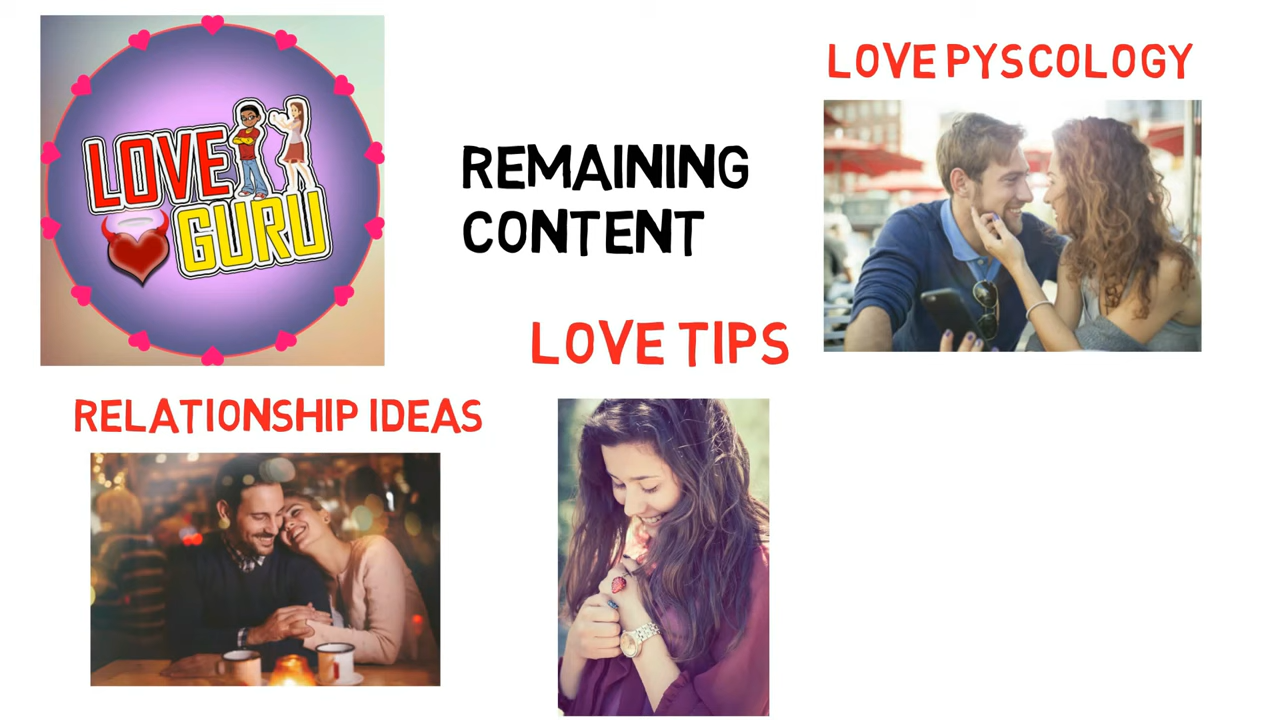 LOVE
GURU
REMAINING
CONTENT
LOVE PYSCOLOGY
LOVE TIPS
RELATIONSHIP IDEAS